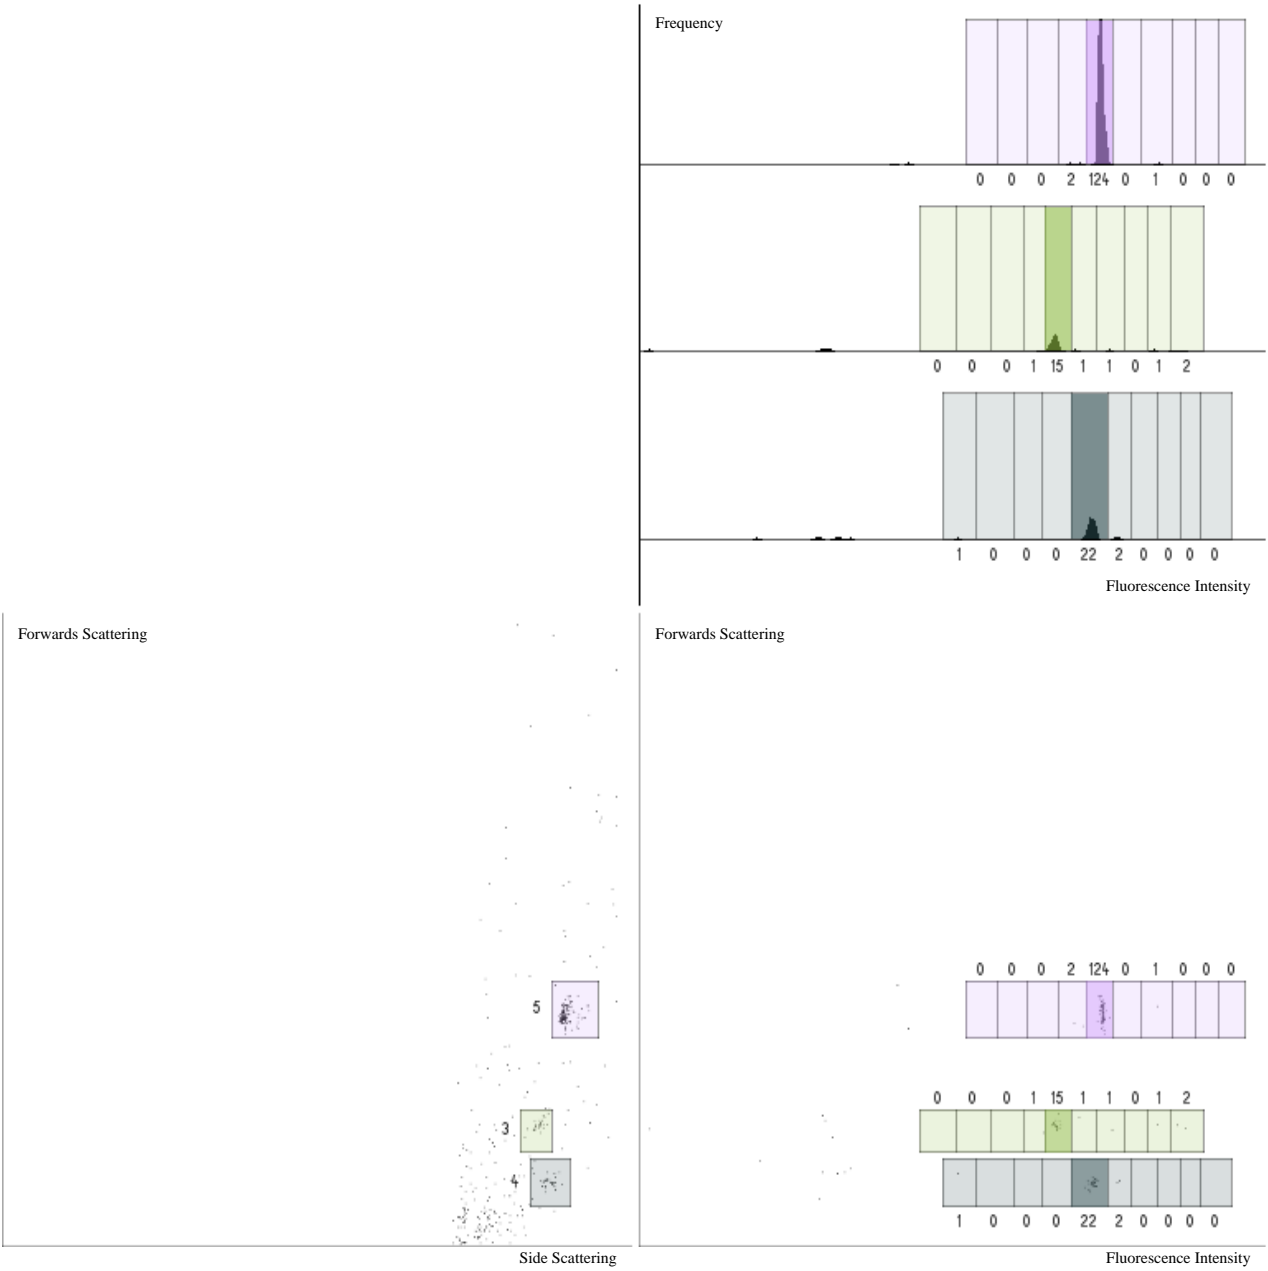 Frequency
0 0 0 2 124 0 1 0 0 0
0 0 0 1 15 1 1 0 1 2
1 0 0 0 22 2 0 0 0 0
Fluorescence Intensity
Forwards Scattering
Forwards Scattering
0 0 0 2 124 0 1 0 0 0
5
0 0 0 1 15 1 1 0 1 2
3
4
1 0 0 0 22 2 0 0 0 0
Side Scattering
Fluorescence Intensity